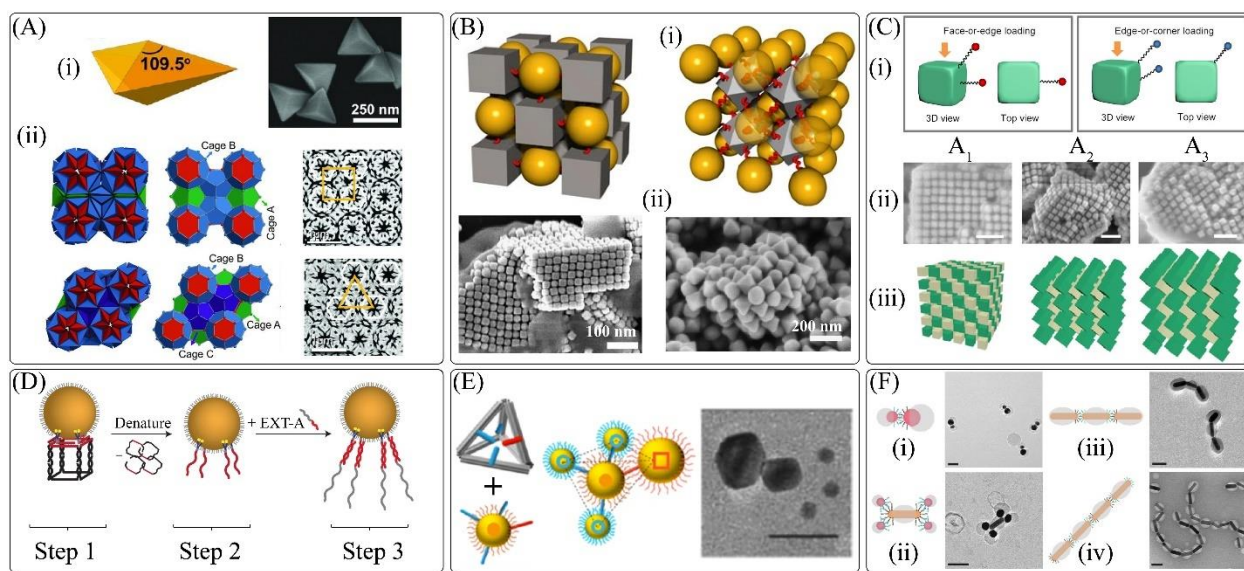 (A)
(i)
109.5°
250 nm
(ii)
Cage B
Cage A
Cage B
Cage A
Cage C
(B)
(i)
(ii)
100 nm
200 nm
(C)
Face-or-edge loading
Edge-or-corner loading
(i)
3D view
Top view
3D view
Top view
A1
A2
A3
(ii)
(iii)
(D)
Denature
+ EXT-A
Step 1
Step 2
Step 3
(E)
+
(F)
(i)
(iii)
(ii)
(iv)